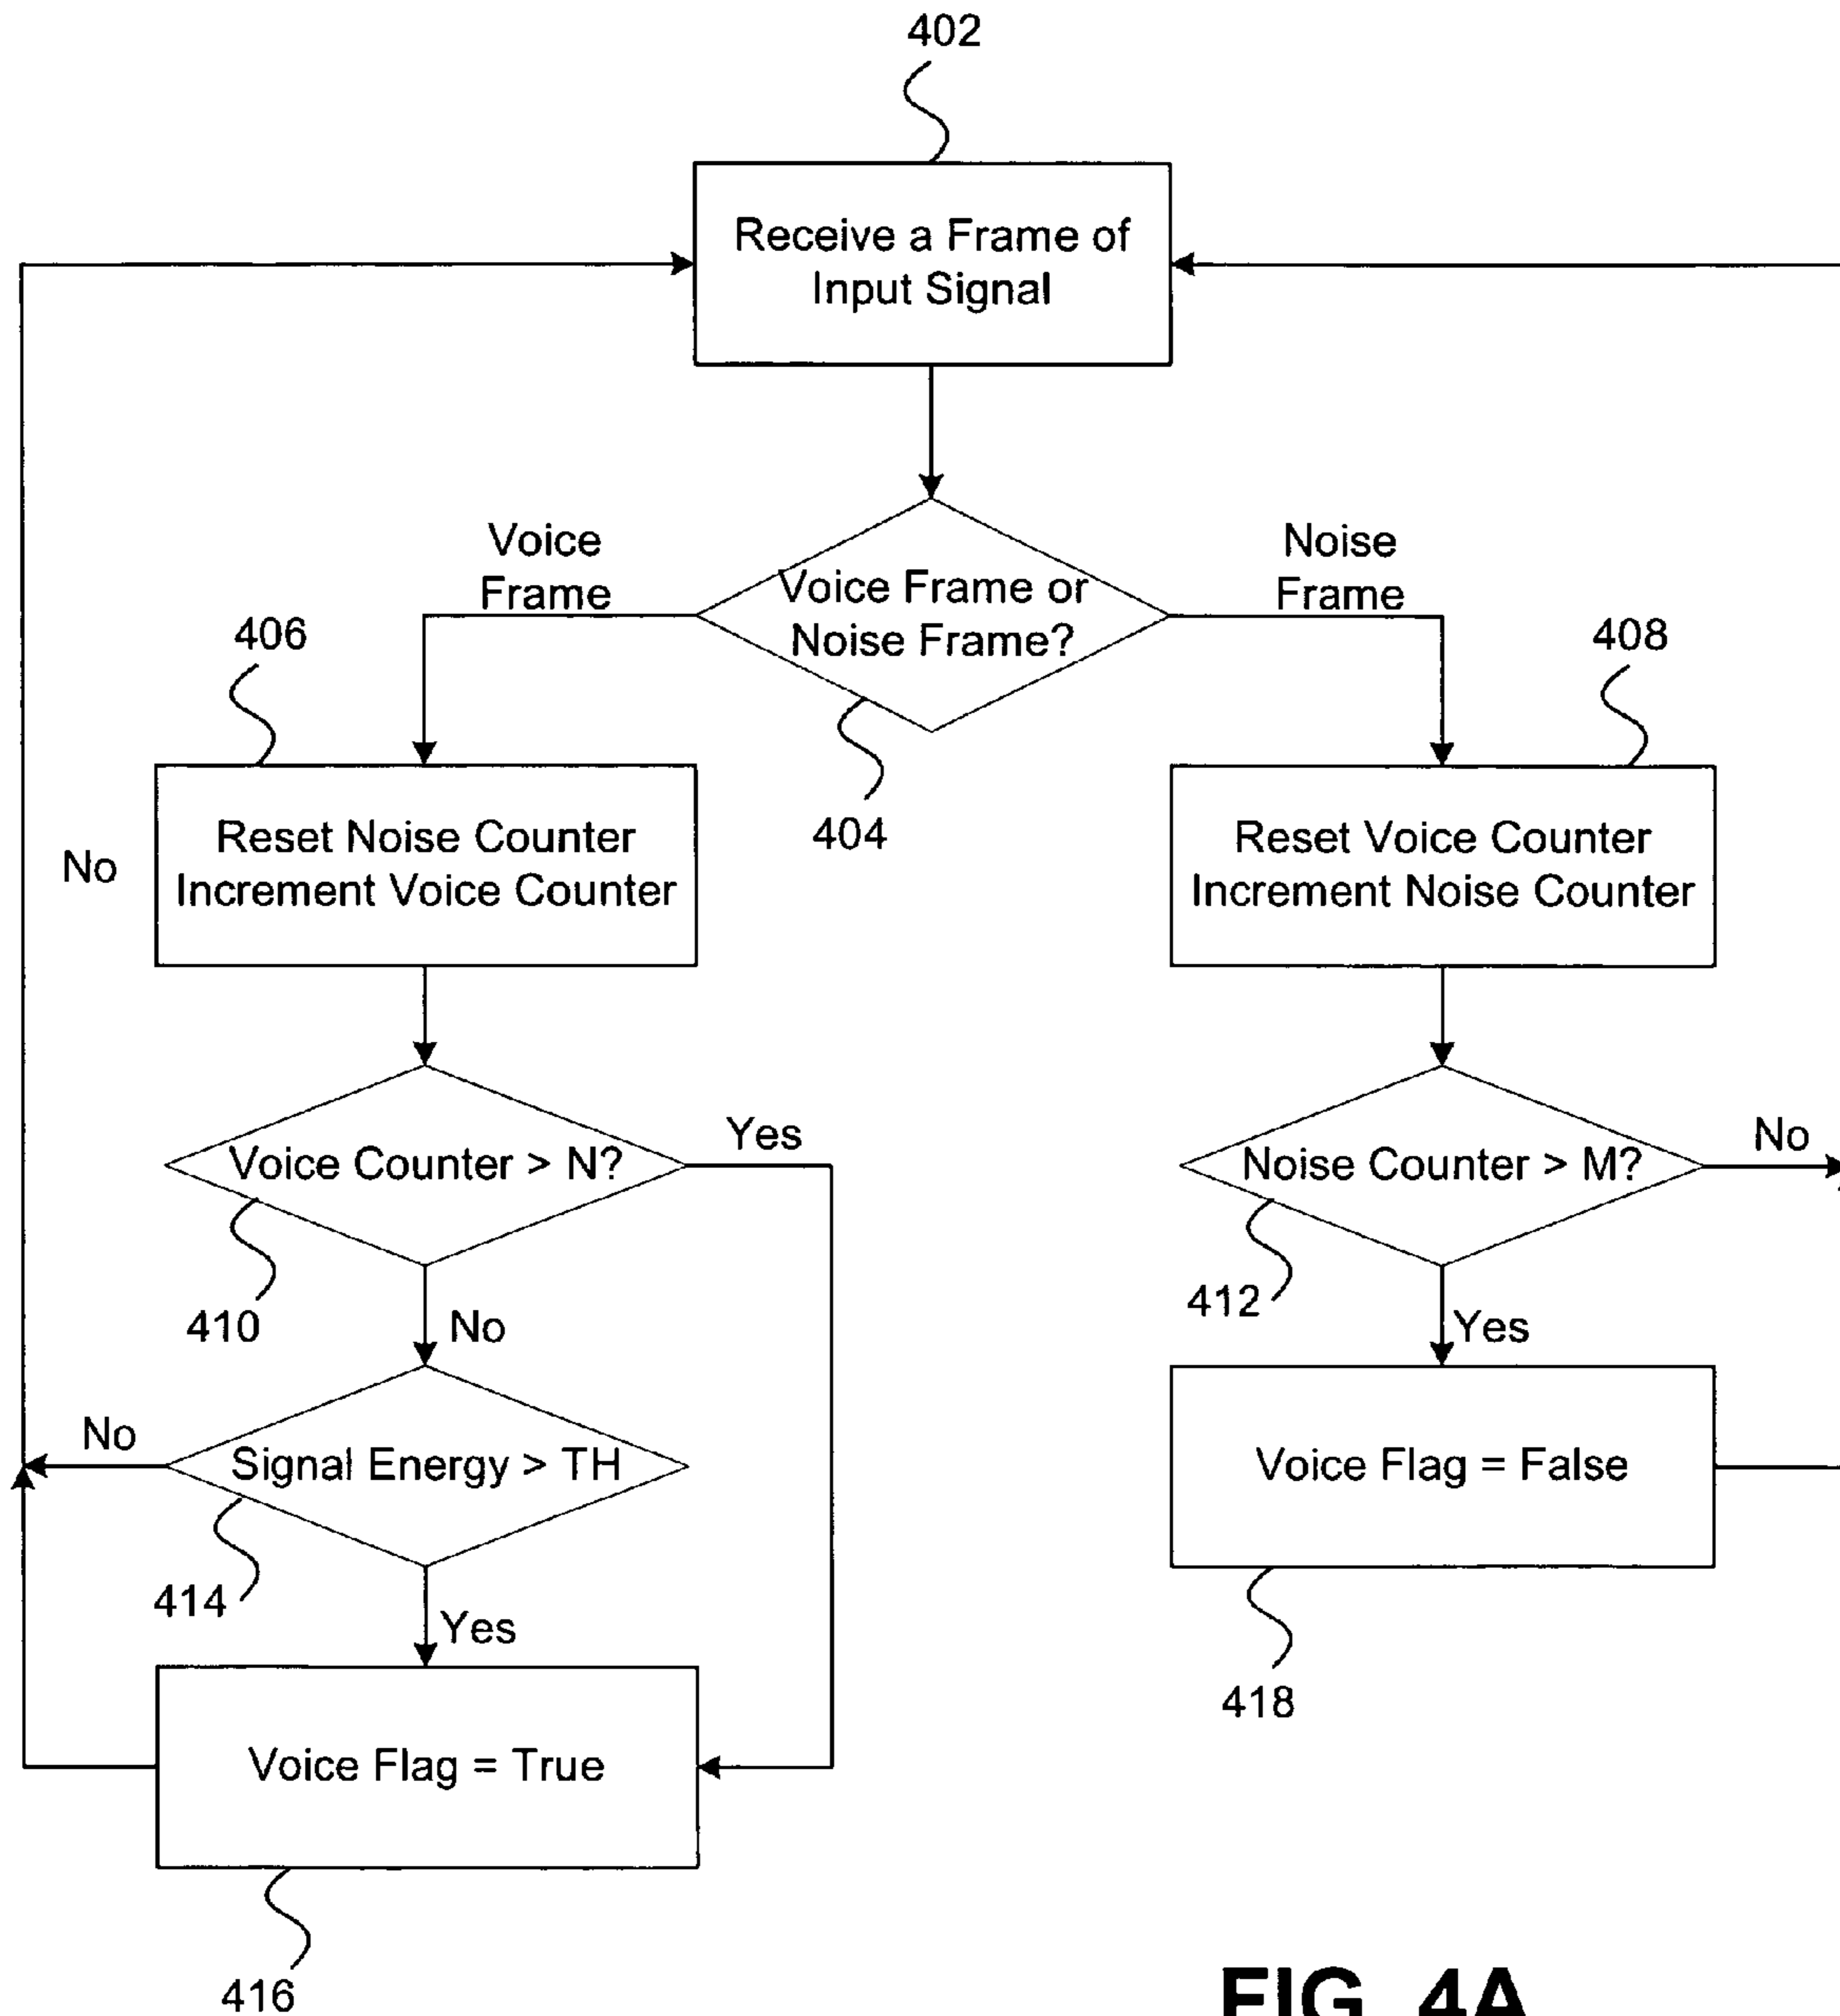 402
Receive a Frame of
Input Signal
Voice
Frame
Noise
Frame
Voice Frame or
Noise Frame?
406
408
404
No
Reset Noise Counter
Increment Voice Counter
Reset Voice Counter
Increment Noise Counter
Voice Counter > N?
Yes
Noise Counter > M?
No
410
No
412
Yes
No
Signal Energy > TH
Voice Flag = False
414
Yes
418
Voice Flag = True
416
FIG. 4A